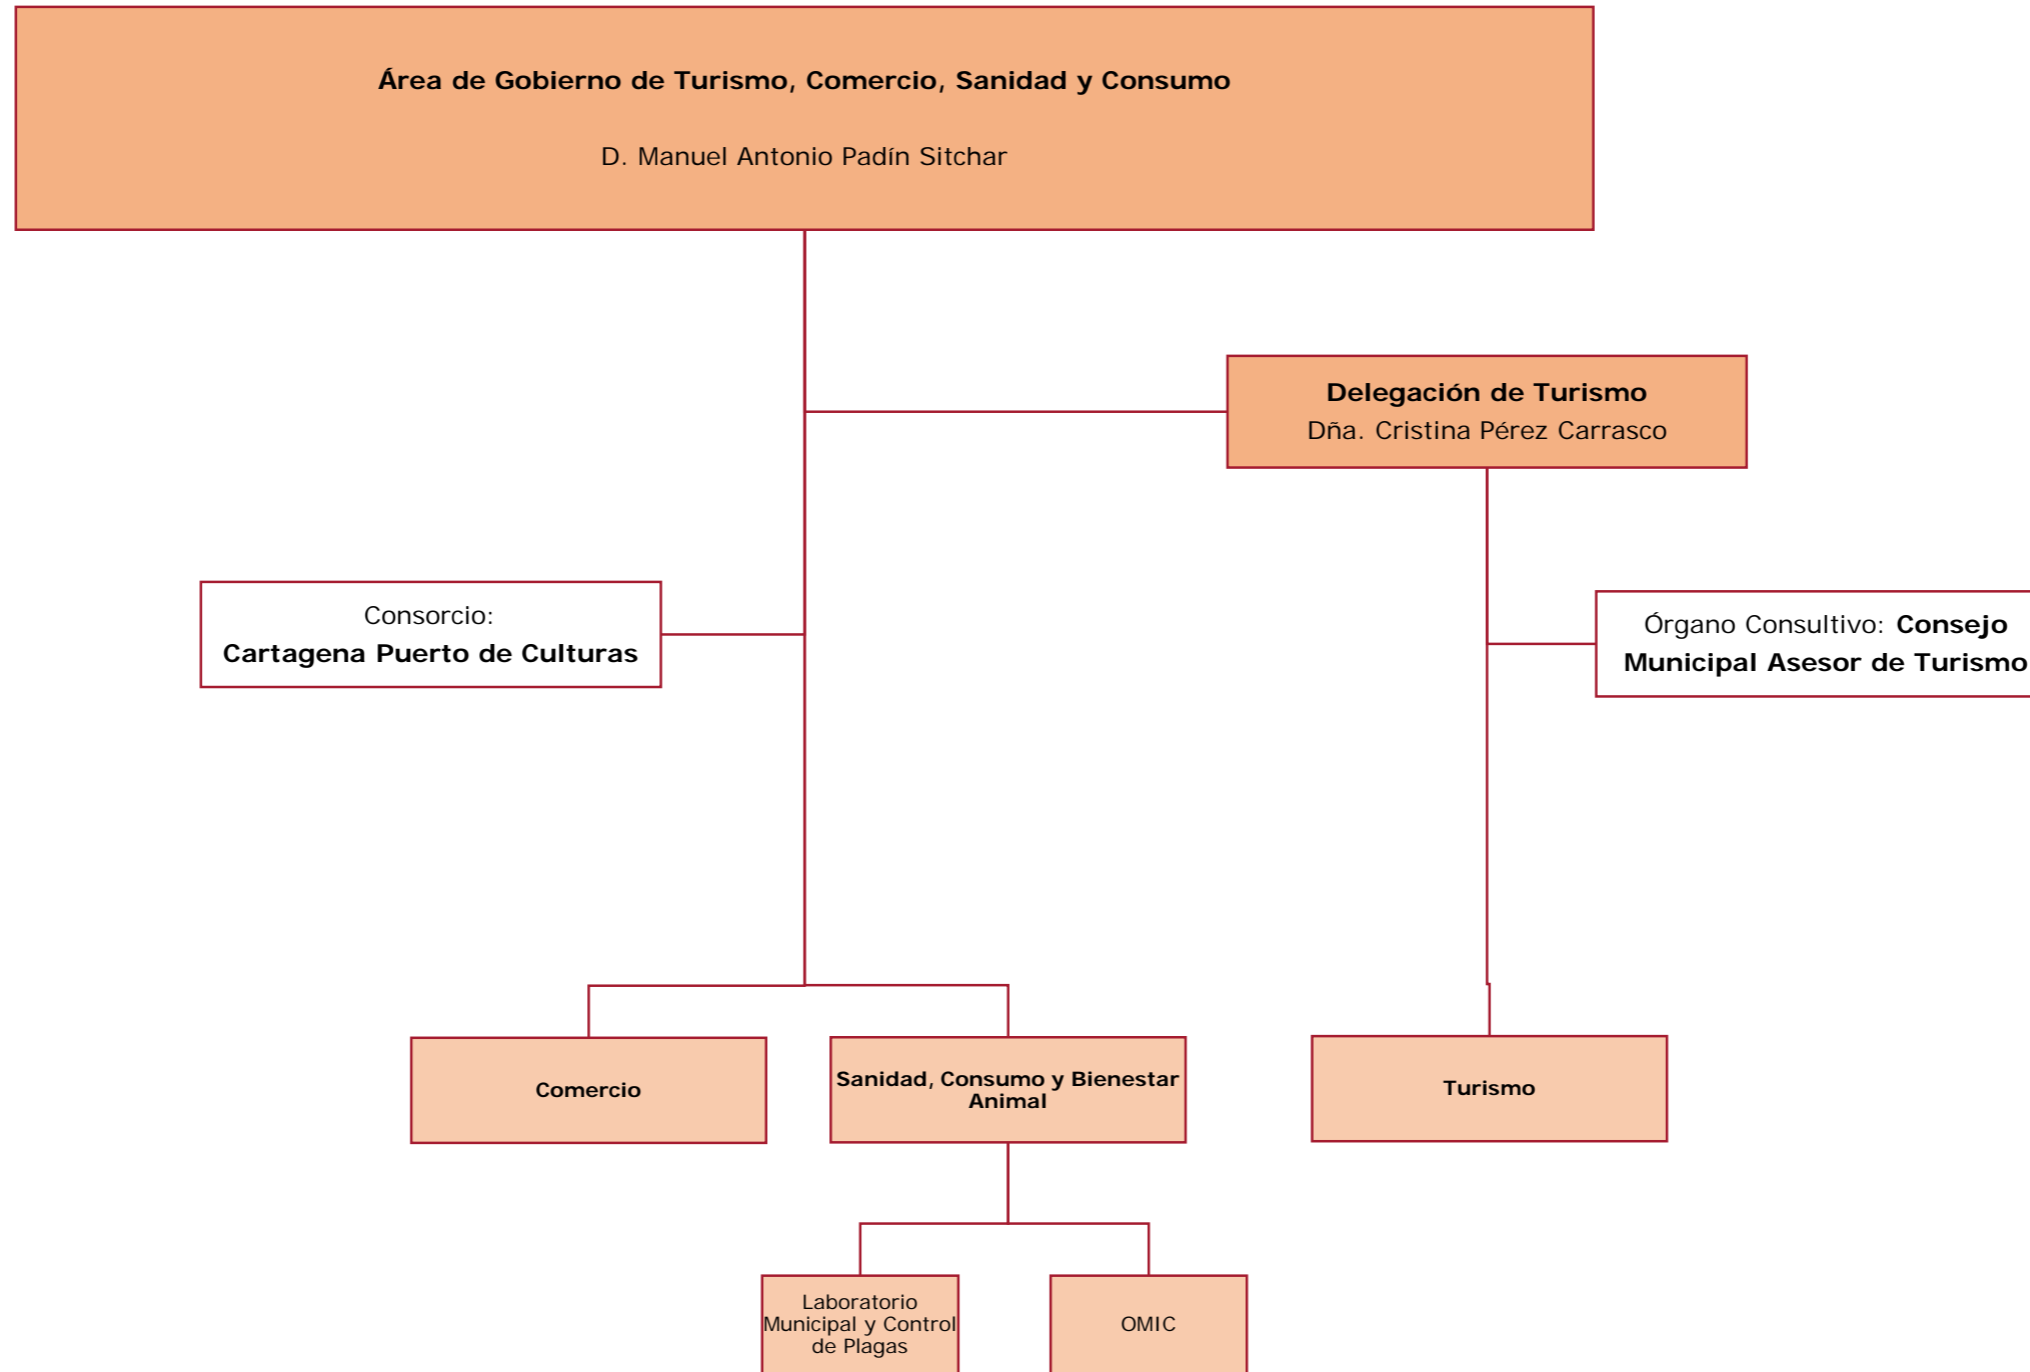 Área de Gobierno de Turismo, Comercio, Sanidad y Consumo
D. Manuel Antonio Padín Sitchar
Delegación de Turismo
Dña. Cristina Pérez Carrasco
Consorcio:
Cartagena Puerto de Culturas
Órgano Consultivo: Consejo
Municipal Asesor de Turismo
Comercio
Sanidad, Consumo y Bienestar
Animal
Turismo
Laboratorio
Municipal y Control
de Plagas
OMIC